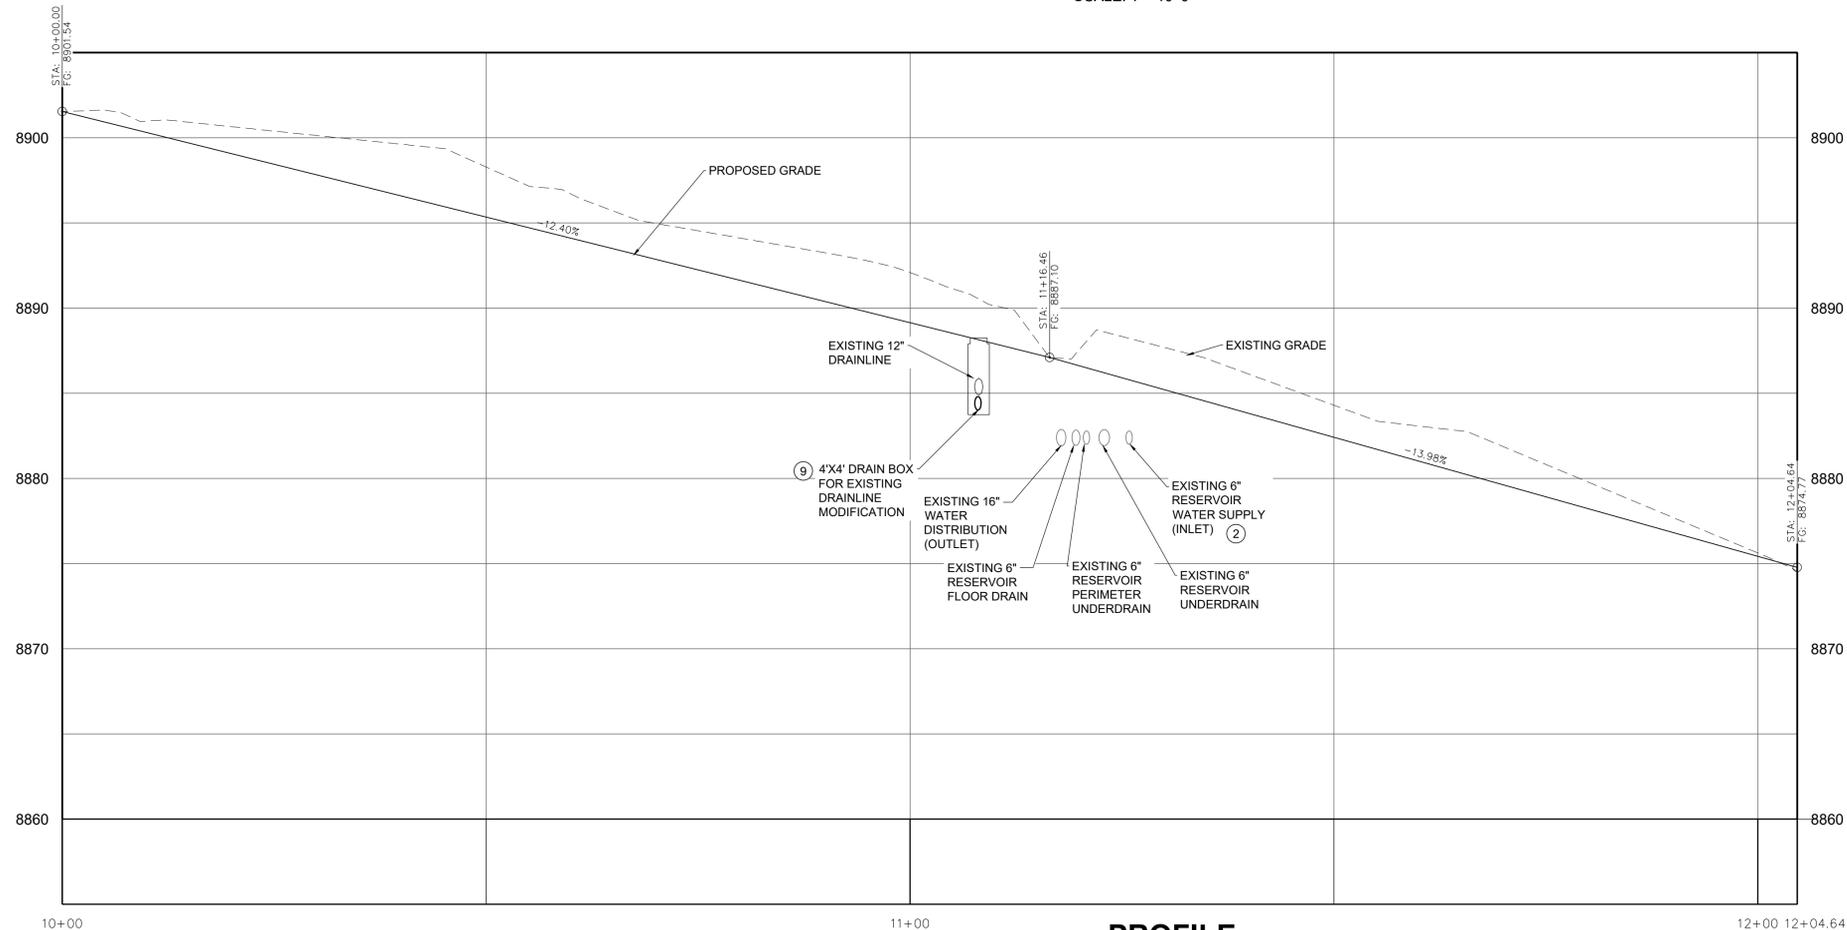 STA: 10+00.00
FG: 8901.54
8900
8900
PROPOSED GRADE
-12.40%
STA: 11+16.46
FG: 8887.10
8890
8890
EXISTING 12"
DRAINLINE
EXISTING GRADE
-13.98%
9
4'X4' DRAIN BOX
FOR EXISTING
DRAINLINE
MODIFICATION
EXISTING 16"
WATER
DISTRIBUTION
(OUTLET)
EXISTING 6"
RESERVOIR
WATER SUPPLY
(INLET)
2
STA: 12+04.64
FG: 8874.77
8880
8880
EXISTING 6"
RESERVOIR
FLOOR DRAIN
EXISTING 6"
RESERVOIR
PERIMETER
UNDERDRAIN
EXISTING 6"
RESERVOIR
UNDERDRAIN
8870
8870
8860
8860
10+00
11+00
12+00
12+04.64
PROFILE